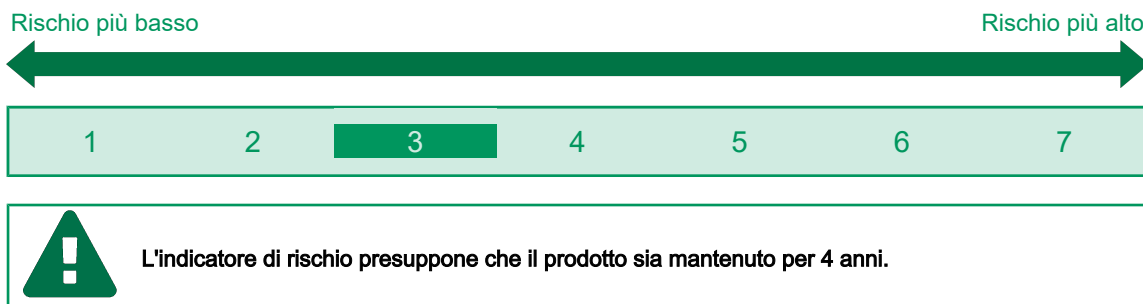 Rischio più basso Rischio più alto
1 2 3 4 5 6 7
L'indicatore di rischio presuppone che il prodotto sia mantenuto per 4 anni.